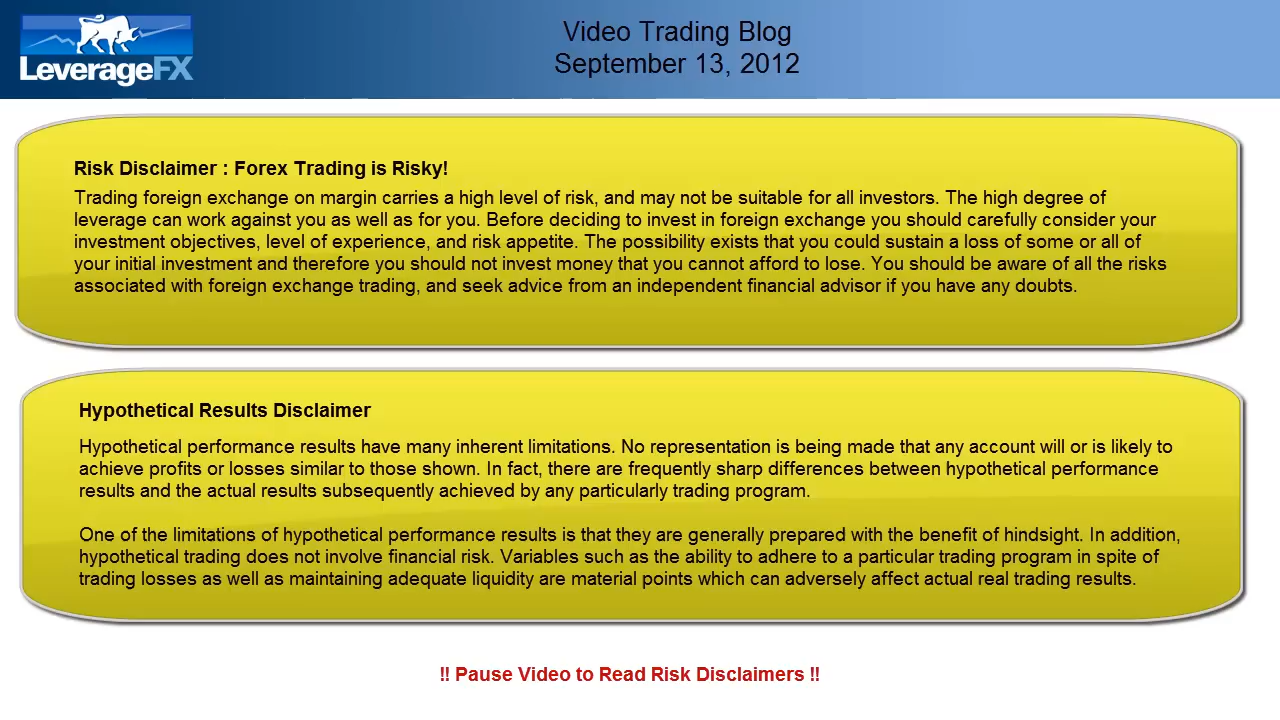 LeverageFX
Video Trading Blog
September 13, 2012
Risk Disclaimer : Forex Trading is Risky!
Trading foreign exchange on margin carries a high level of risk, and may not be suitable for all investors. The high degree of
leverage can work against you as well as for you. Before deciding to invest in foreign exchange you should carefully consider your
investment objectives, level of experience, and risk appetite. The possibility exists that you could sustain a loss of some or all of
your initial investment and therefore you should not invest money that you cannot afford to lose. You should be aware of all the risks
associated with foreign exchange trading, and seek advice from an independent financial advisor if you have any doubts.
Hypothetical Results Disclaimer
Hypothetical performance results have many inherent limitations. No representation is being made that any account will or is likely to
achieve profits or losses similar to those shown. In fact, there are frequently sharp differences between hypothetical performance
results and the actual results subsequently achieved by any particularly trading program.
One of the limitations of hypothetical performance results is that they are generally prepared with the benefit of hindsight. In addition,
hypothetical trading does not involve financial risk. Variables such as the ability to adhere to a particular trading program in spite of
trading losses as well as maintaining adequate liquidity are material points which can adversely affect actual real trading results.
!! Pause Video to Read Risk Disclaimers !!